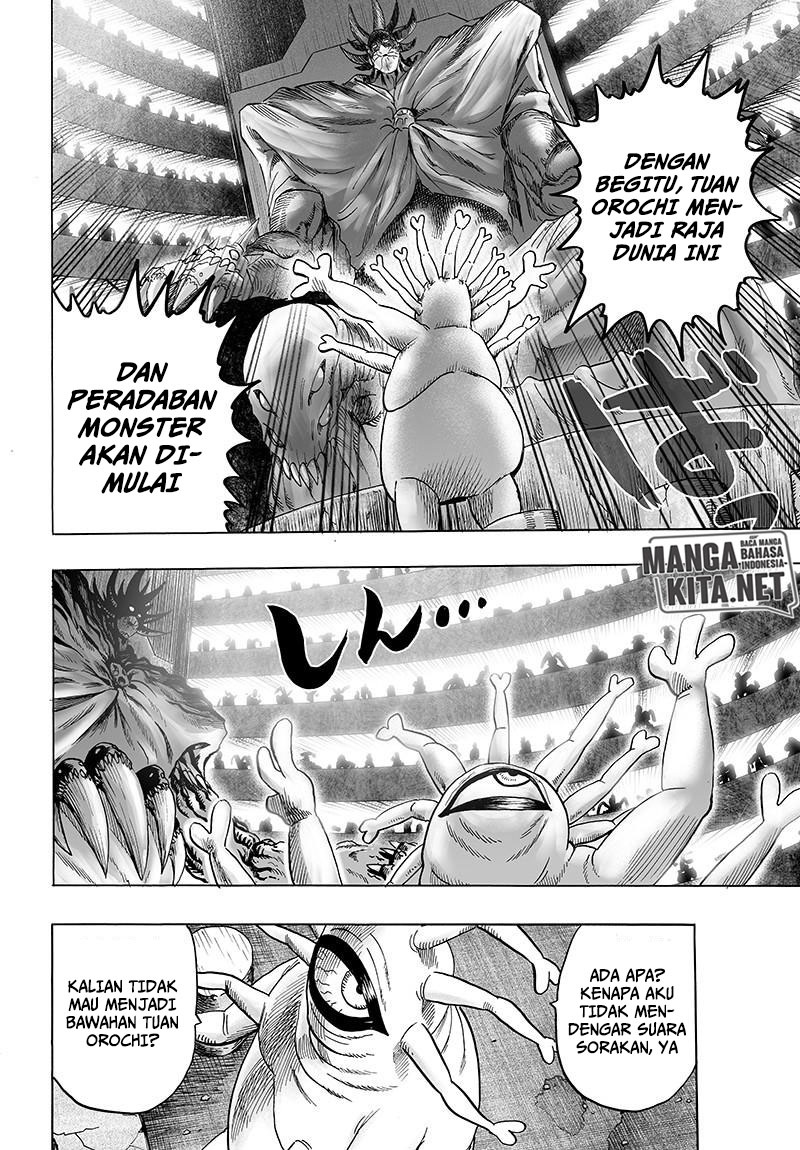 DENGAN
BEGITU, TUAN
OROCHI MEN-
JADI RAJA
DUNIA INI
DAN
PERADABAN
MONSTER
AKAN DI-
MULAI
ばっ
MANGA
KITA.NET
BACA MANGA
BAHASA
INDONESIA
しん…
ADA APA?
KENAPA AKU
TIDAK MEN-
DENGAR SUARA
SORAKAN, YA
KALIAN TIDAK
MAU MENJADI
BAWAHAN TUAN
OROCHI?